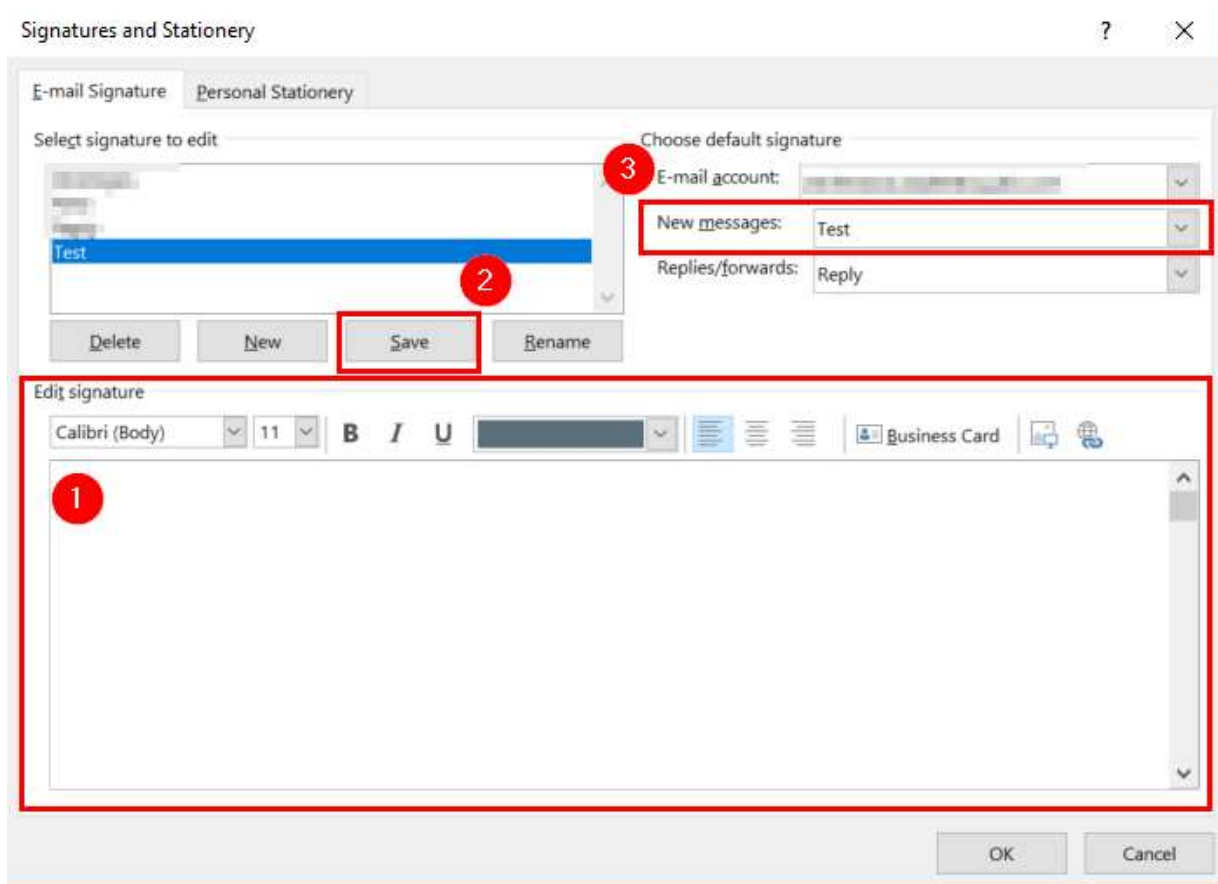 Signatures and Stationery ? ×
E-mail Signature Personal Stationery
Select signature to edit
Test
Delete New Save Rename
2
Choose default signature
3
E-mail account:
New messages: Test
Replies/forwards: Reply
Edit signature
Calibri (Body) 11 B I U Business Card
1
OK Cancel